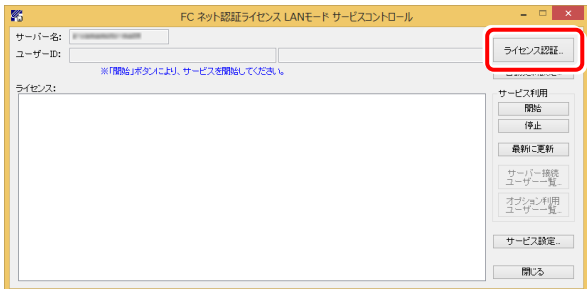 FC ネット認証ライセンス LANモード サービスコントロール
サーバー名:
ライセンス認証...
ユーザーID:
※「開始」ボタンにより、サービスを開始してください。
ライセンス:
サービス利用
開始
停止
最新に更新
サーバー接続
ユーザー一覧...
オプション利用
ユーザー一覧...
サービス設定...
閉じる